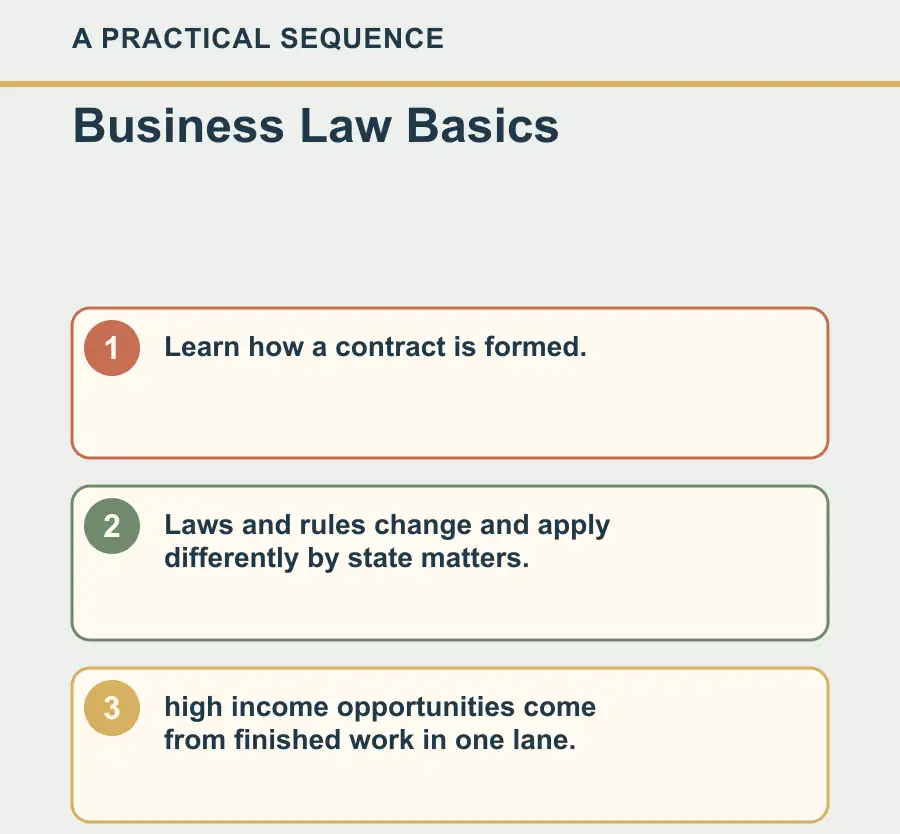 A PRACTICAL SEQUENCE
Business Law Basics
1
Learn how a contract is formed.
2
Laws and rules change and apply
differently by state matters.
3
high income opportunities come
from finished work in one lane.